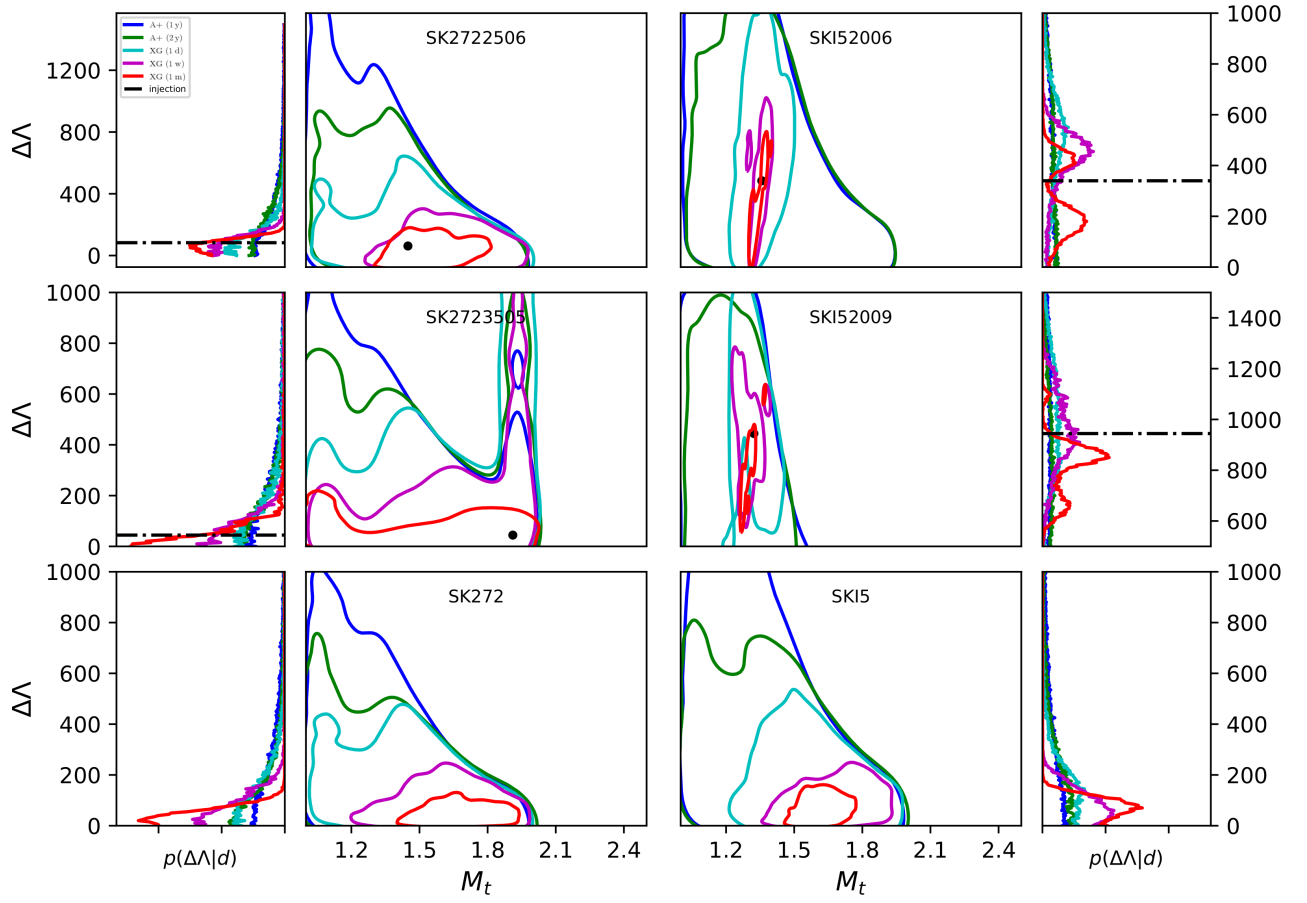 A+ (1 y)
A+ (2 y)
XG (1 d)
XG (1 w)
XG (1 m)
injection
SK2722506
SKI52006
ΔΛ
1200
800
400
0
1000
800
600
400
200
0
SK2723505
SKI52009
ΔΛ
1000
800
600
400
200
0
1400
1200
1000
800
600
SK272
SKI5
ΔΛ
1000
800
600
400
200
0
1000
800
600
400
200
0
1.2 1.5 1.8 2.1 2.4
1.2 1.5 1.8 2.1 2.4
p(ΔΛ|d)
M_t
M_t
p(ΔΛ|d)